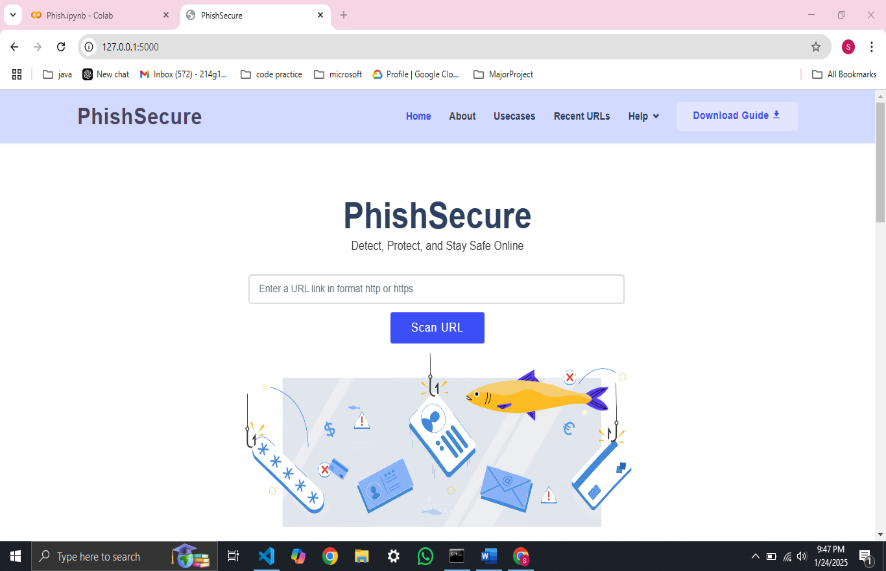 Phish.ipynb - Colab
PhishSecure
127.0.0.1:5000
java
New chat
Inbox (572) - 214g1...
code practice
microsoft
Profile | Google Clo...
MajorProject
All Bookmarks
PhishSecure
Home
About
Usecases
Recent URLs
Help
Download Guide
PhishSecure
Detect, Protect, and Stay Safe Online
Enter a URL link in format http or https
Scan URL
Type here to search
9:47 PM
1/24/2025